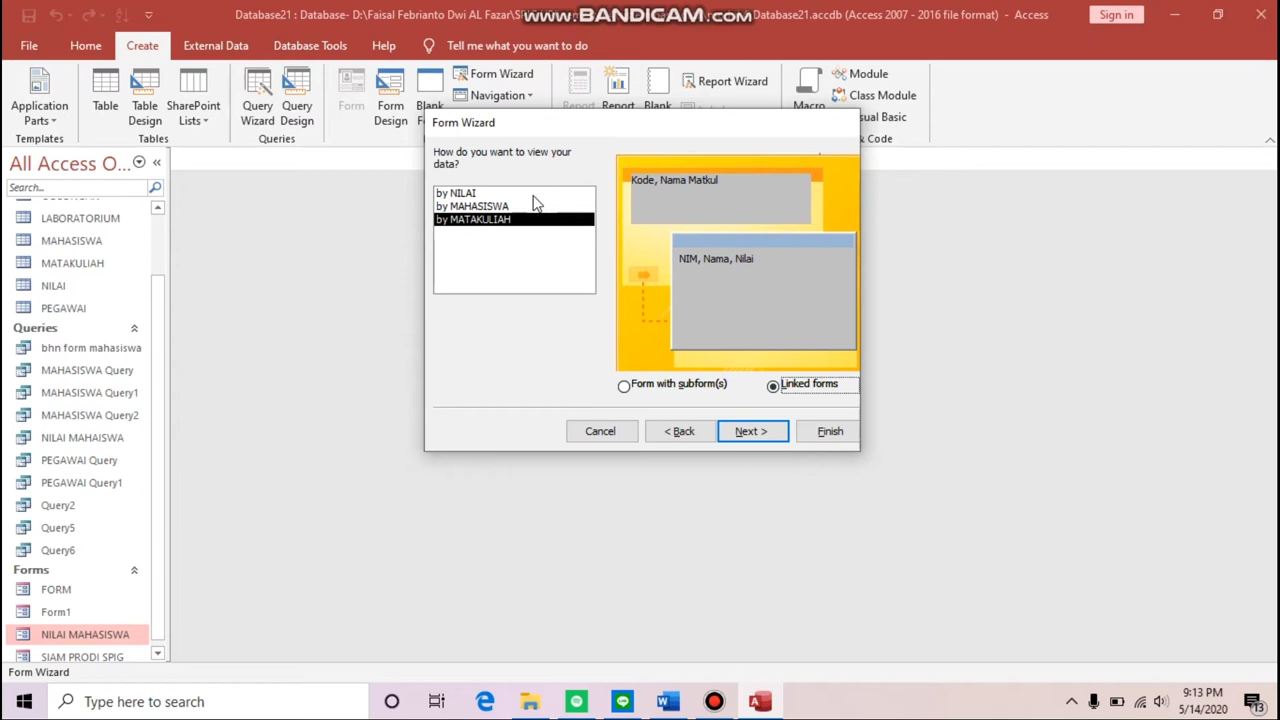 Database21 : Database- D:\Faisal Febrianto Dwi AL Fazar\
Database21.accdb (Access 2007 - 2016 file format) - Access
www.BANDICAM.com
Sign in
File
Home
Create
External Data
Database Tools
Help
Tell me what you want to do
Application Parts
Table
Table Design
SharePoint Lists
Query Wizard
Query Design
Form
Form Design
Blank
Form Wizard
Navigation
Report
Report
Blank
Report Wizard
Macro
Module
Class Module
sual Basic
Templates
Tables
Queries
& Code
All Access O...
Search...
LABORATORIUM
MAHASISWA
MATAKULIAH
NILAI
PEGAWAI
Queries
bhn form mahasiswa
MAHASISWA Query
MAHASISWA Query1
MAHASISWA Query2
NILAI MAHAISWA
PEGAWAI Query
PEGAWAI Query1
Query2
Query5
Query6
Forms
FORM
Form1
NILAI MAHASISWA
SIAM PRODI SPIG
Form Wizard
How do you want to view your
data?
by NILAI
by MAHASISWA
by MATAKULIAH
Kode, Nama Matkul
NIM, Nama, Nilai
Form with subform(s)
Linked forms
Cancel
< Back
Next >
Finish
Form Wizard
Type here to search
9:13 PM
5/14/2020
13